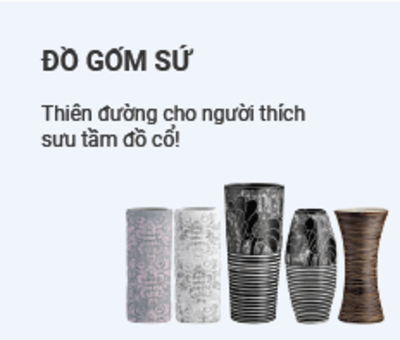 ĐỒ GỐM SỨ
Thiên đường cho người thích
sưu tầm đồ cổ!